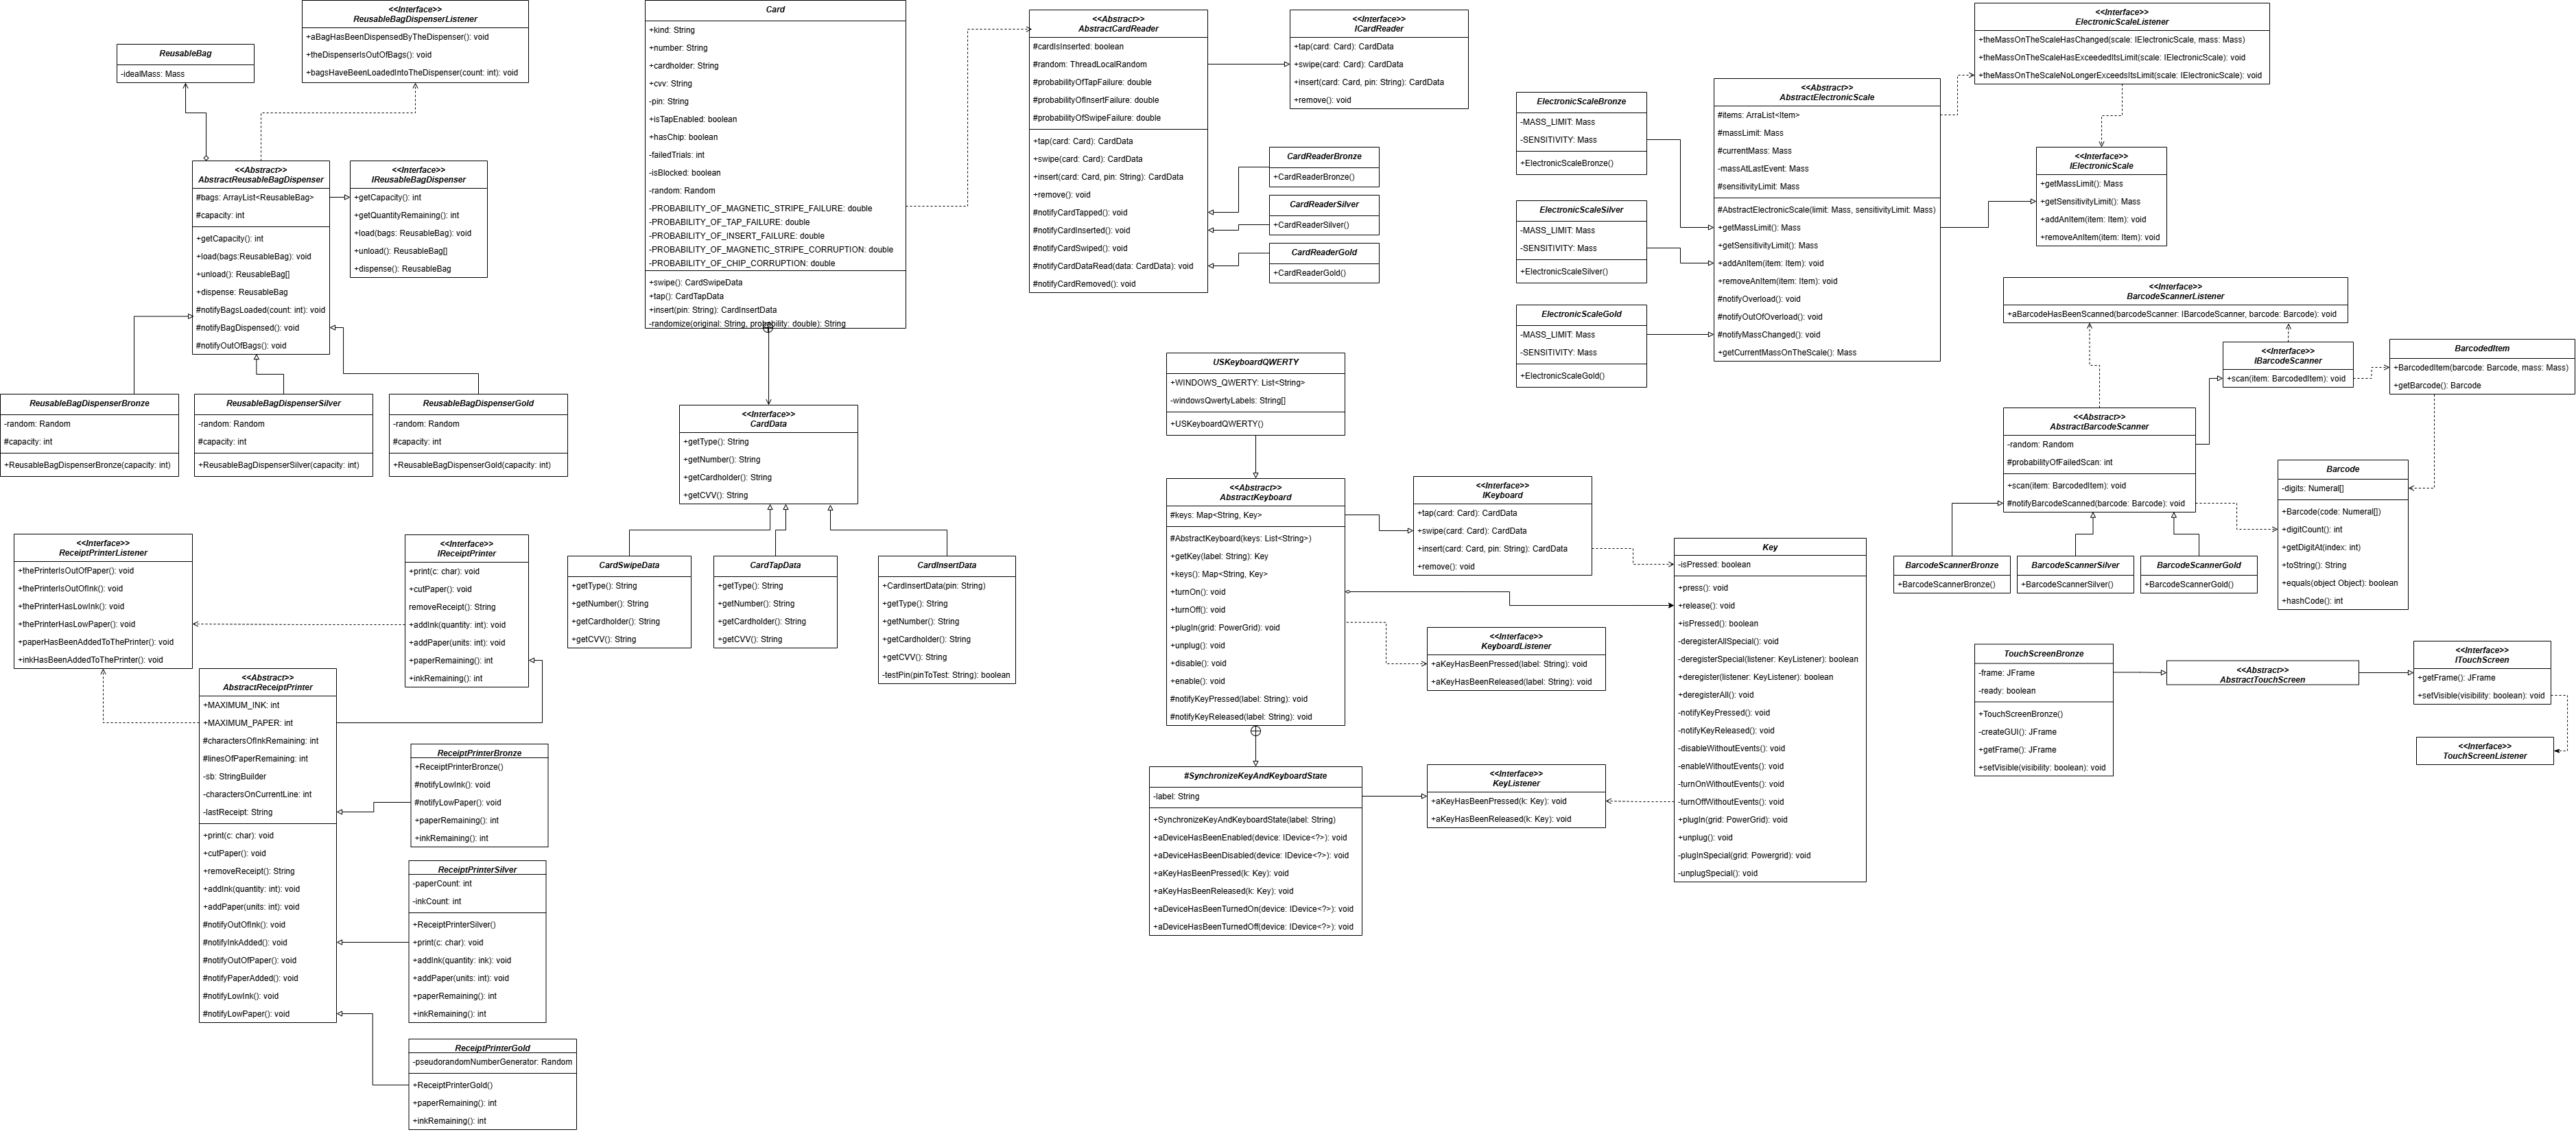 <<Interface>>
ReusableBagDispenserListener
+aBagHasBeenDispensedByTheDispenser(): void
+theDispenserIsOutOfBags(): void
+bagsHaveBeenLoadedIntoTheDispenser(count: int): void
ReusableBag
-idealMass: Mass
<<Abstract>>
AbstractReusableBagDispenser
#bags: ArrayList<ReusableBag>
#capacity: int
+getCapacity(): int
+load(bags:ReusableBag): void
+unload(): ReusableBag[]
+dispense: ReusableBag
#notifyBagsLoaded(count: int): void
#notifyBagDispensed(): void
#notifyOutOfBags(): void
<<Interface>>
IReusableBagDispenser
+getCapacity(): int
+getQuantityRemaining(): int
+load(bags: ReusableBag): void
+unload(): ReusableBag[]
+dispense(): ReusableBag
ReusableBagDispenserBronze
-random: Random
#capacity: int
+ReusableBagDispenserBronze(capacity: int)
ReusableBagDispenserSilver
-random: Random
#capacity: int
+ReusableBagDispenserSilver(capacity: int)
ReusableBagDispenserGold
-random: Random
#capacity: int
+ReusableBagDispenserGold(capacity: int)
<<Interface>>
ReceiptPrinterListener
+thePrinterIsOutOfPaper(): void
+thePrinterIsOutOfInk(): void
+thePrinterHasLowInk(): void
+thePrinterHasLowPaper(): void
+paperHasBeenAddedToThePrinter(): void
+inkHasBeenAddedToThePrinter(): void
<<Interface>>
IReceiptPrinter
+print(c: char): void
+cutPaper(): void
removeReceipt(): String
+addInk(quantity: int): void
+addPaper(units: int): void
+paperRemaining(): int
+inkRemaining(): int
<<Abstract>>
AbstractReceiptPrinter
+MAXIMUM_INK: int
+MAXIMUM_PAPER: int
#charactersOfInkRemaining: int
#linesOfPaperRemaining: int
-sb: StringBuilder
-charactersOnCurrentLine: int
-lastReceipt: String
+print(c: char): void
+cutPaper(): void
+removeReceipt(): String
+addInk(quantity: int): void
+addPaper(units: int): void
#notifyOutOfInk(): void
#notifyInkAdded(): void
#notifyOutOfPaper(): void
#notifyPaperAdded(): void
#notifyLowInk(): void
#notifyLowPaper(): void
ReceiptPrinterBronze
+ReceiptPrinterBronze()
#notifyLowInk(): void
#notifyLowPaper(): void
+paperRemaining(): int
+inkRemaining(): int
ReceiptPrinterSilver
-paperCount: int
-inkCount: int
+ReceiptPrinterSilver()
+print(c: char): void
+addInk(quantity: ink): void
+addPaper(units: int): void
+paperRemaining(): int
+inkRemaining(): int
ReceiptPrinterGold
-pseudorandomNumberGenerator: Random
+ReceiptPrinterGold()
+paperRemaining(): int
+inkRemaining(): int
Card
+kind: String
+number: String
+cardholder: String
+cvv: String
-pin: String
+isTapEnabled: boolean
+hasChip: boolean
-failedTrials: int
-isBlocked: boolean
-random: Random
-PROBABILITY_OF_MAGNETIC_STRIPE_FAILURE: double
-PROBABILITY_OF_TAP_FAILURE: double
-PROBABILITY_OF_INSERT_FAILURE: double
-PROBABILITY_OF_MAGNETIC_STRIPE_CORRUPTION: double
-PROBABILITY_OF_CHIP_CORRUPTION: double
+swipe(): CardSwipeData
+tap(): CardTapData
+insert(pin: String): CardInsertData
-randomize(original: String, probability: double): String
<<Interface>>
CardData
+getType(): String
+getNumber(): String
+getCardholder(): String
+getCVV(): String
CardSwipeData
+getType(): String
+getNumber(): String
+getCardholder(): String
+getCVV(): String
CardTapData
+getType(): String
+getNumber(): String
+getCardholder(): String
+getCVV(): String
CardInsertData
+CardInsertData(pin: String)
+getType(): String
+getNumber(): String
+getCardholder(): String
+getCVV(): String
-testPin(pinToTest: String): boolean
<<Abstract>>
AbstractCardReader
#cardIsInserted: boolean
#random: ThreadLocalRandom
#probabilityOfTapFailure: double
#probabilityOfInsertFailure: double
#probabilityOfSwipeFailure: double
+tap(card: Card): CardData
+swipe(card: Card): CardData
+insert(card: Card, pin: String): CardData
+remove(): void
#notifyCardTapped(): void
#notifyCardInserted(): void
#notifyCardSwiped(): void
#notifyCardDataRead(data: CardData): void
#notifyCardRemoved(): void
<<Interface>>
ICardReader
+tap(card: Card): CardData
+swipe(card: Card): CardData
+insert(card: Card, pin: String): CardData
+remove(): void
CardReaderBronze
+CardReaderBronze()
CardReaderSilver
+CardReaderSilver()
CardReaderGold
+CardReaderGold()
USKeyboardQWERTY
+WINDOWS_QWERTY: List<String>
-windowsQwertyLabels: String[]
+USKeyboardQWERTY()
<<Abstract>>
AbstractKeyboard
#keys: Map<String, Key>
#AbstractKeyboard(keys: List<String>)
+getKey(label: String): Key
+keys(): Map<String, Key>
+turnOn(): void
+turnOff(): void
+plugIn(grid: PowerGrid): void
+unplug(): void
+disable(): void
+enable(): void
#notifyKeyPressed(label: String): void
#notifyKeyReleased(label: String): void
<<Interface>>
IKeyboard
+tap(card: Card): CardData
+swipe(card: Card): CardData
+insert(card: Card, pin: String): CardData
+remove(): void
<<Interface>>
KeyboardListener
+aKeyHasBeenPressed(label: String): void
+aKeyHasBeenReleased(label: String): void
#SynchronizeKeyAndKeyboardState
-label: String
+SynchronizeKeyAndKeyboardState(label: String)
+aDeviceHasBeenEnabled(device: IDevice<?>): void
+aDeviceHasBeenDisabled(device: IDevice<?>): void
+aKeyHasBeenPressed(k: Key): void
+aKeyHasBeenReleased(k: Key): void
+aDeviceHasBeenTurnedOn(device: IDevice<?>): void
+aDeviceHasBeenTurnedOff(device: IDevice<?>): void
<<Interface>>
KeyListener
+aKeyHasBeenPressed(k: Key): void
+aKeyHasBeenReleased(k: Key): void
Key
-isPressed: boolean
+press(): void
+release(): void
+isPressed(): boolean
-deregisterAllSpecial(): void
-deregisterSpecial(listener: KeyListener): boolean
+deregister(listener: KeyListener): boolean
+deregisterAll(): void
-notifyKeyPressed(): void
-notifyKeyReleased(): void
-disableWithoutEvents(): void
-enableWithoutEvents(): void
-turnOnWithoutEvents(): void
-turnOffWithoutEvents(): void
+plugIn(grid: PowerGrid): void
+unplug(): void
-plugInSpecial(grid: Powergrid): void
-unplugSpecial(): void
ElectronicScaleBronze
-MASS_LIMIT: Mass
-SENSITIVITY: Mass
+ElectronicScaleBronze()
ElectronicScaleSilver
-MASS_LIMIT: Mass
-SENSITIVITY: Mass
+ElectronicScaleSilver()
ElectronicScaleGold
-MASS_LIMIT: Mass
-SENSITIVITY: Mass
+ElectronicScaleGold()
<<Abstract>>
AbstractElectronicScale
#items: ArraList<Item>
#massLimit: Mass
#currentMass: Mass
-massAtLastEvent: Mass
#sensitivityLimit: Mass
#AbstractElectronicScale(limit: Mass, sensitivityLimit: Mass)
+getMassLimit(): Mass
+getSensitivityLimit(): Mass
+addAnItem(item: Item): void
+removeAnItem(item: Item): void
#notifyOverload(): void
#notifyOutOfOverload(): void
#notifyMassChanged(): void
+getCurrentMassOnTheScale(): Mass
<<Interface>>
ElectronicScaleListener
+theMassOnTheScaleHasChanged(scale: IElectronicScale, mass: Mass)
+theMassOnTheScaleHasExceededItsLimit(scale: IElectronicScale): void
+theMassOnTheScaleNoLongerExceedsItsLimit(scale: IElectronicScale): void
<<Interface>>
IElectronicScale
+getMassLimit(): Mass
+getSensitivityLimit(): Mass
+addAnItem(item: Item): void
+removeAnItem(item: Item): void
<<Interface>>
BarcodeScannerListener
+aBarcodeHasBeenScanned(barcodeScanner: IBarcodeScanner, barcode: Barcode): void
<<Interface>>
IBarcodeScanner
+scan(item: BarcodedItem): void
BarcodedItem
+BarcodedItem(barcode: Barcode, mass: Mass)
+getBarcode(): Barcode
<<Abstract>>
AbstractBarcodeScanner
-random: Random
#probabilityOfFailedScan: int
+scan(item: BarcodedItem): void
#notifyBarcodeScanned(barcode: Barcode): void
Barcode
-digits: Numeral[]
+Barcode(code: Numeral[])
+digitCount(): int
+getDigitAt(index: int)
+toString(): String
+equals(object Object): boolean
+hashCode(): int
BarcodeScannerBronze
+BarcodeScannerBronze()
BarcodeScannerSilver
+BarcodeScannerSilver()
BarcodeScannerGold
+BarcodeScannerGold()
TouchScreenBronze
-frame: JFrame
-ready: boolean
+TouchScreenBronze()
-createGUI(): JFrame
+getFrame(): JFrame
+setVisible(visibility: boolean): void
<<Abstract>>
AbstractTouchScreen
<<Interface>>
ITouchScreen
+getFrame(): JFrame
+setVisible(visibility: boolean): void
<<Interface>>
TouchScreenListener